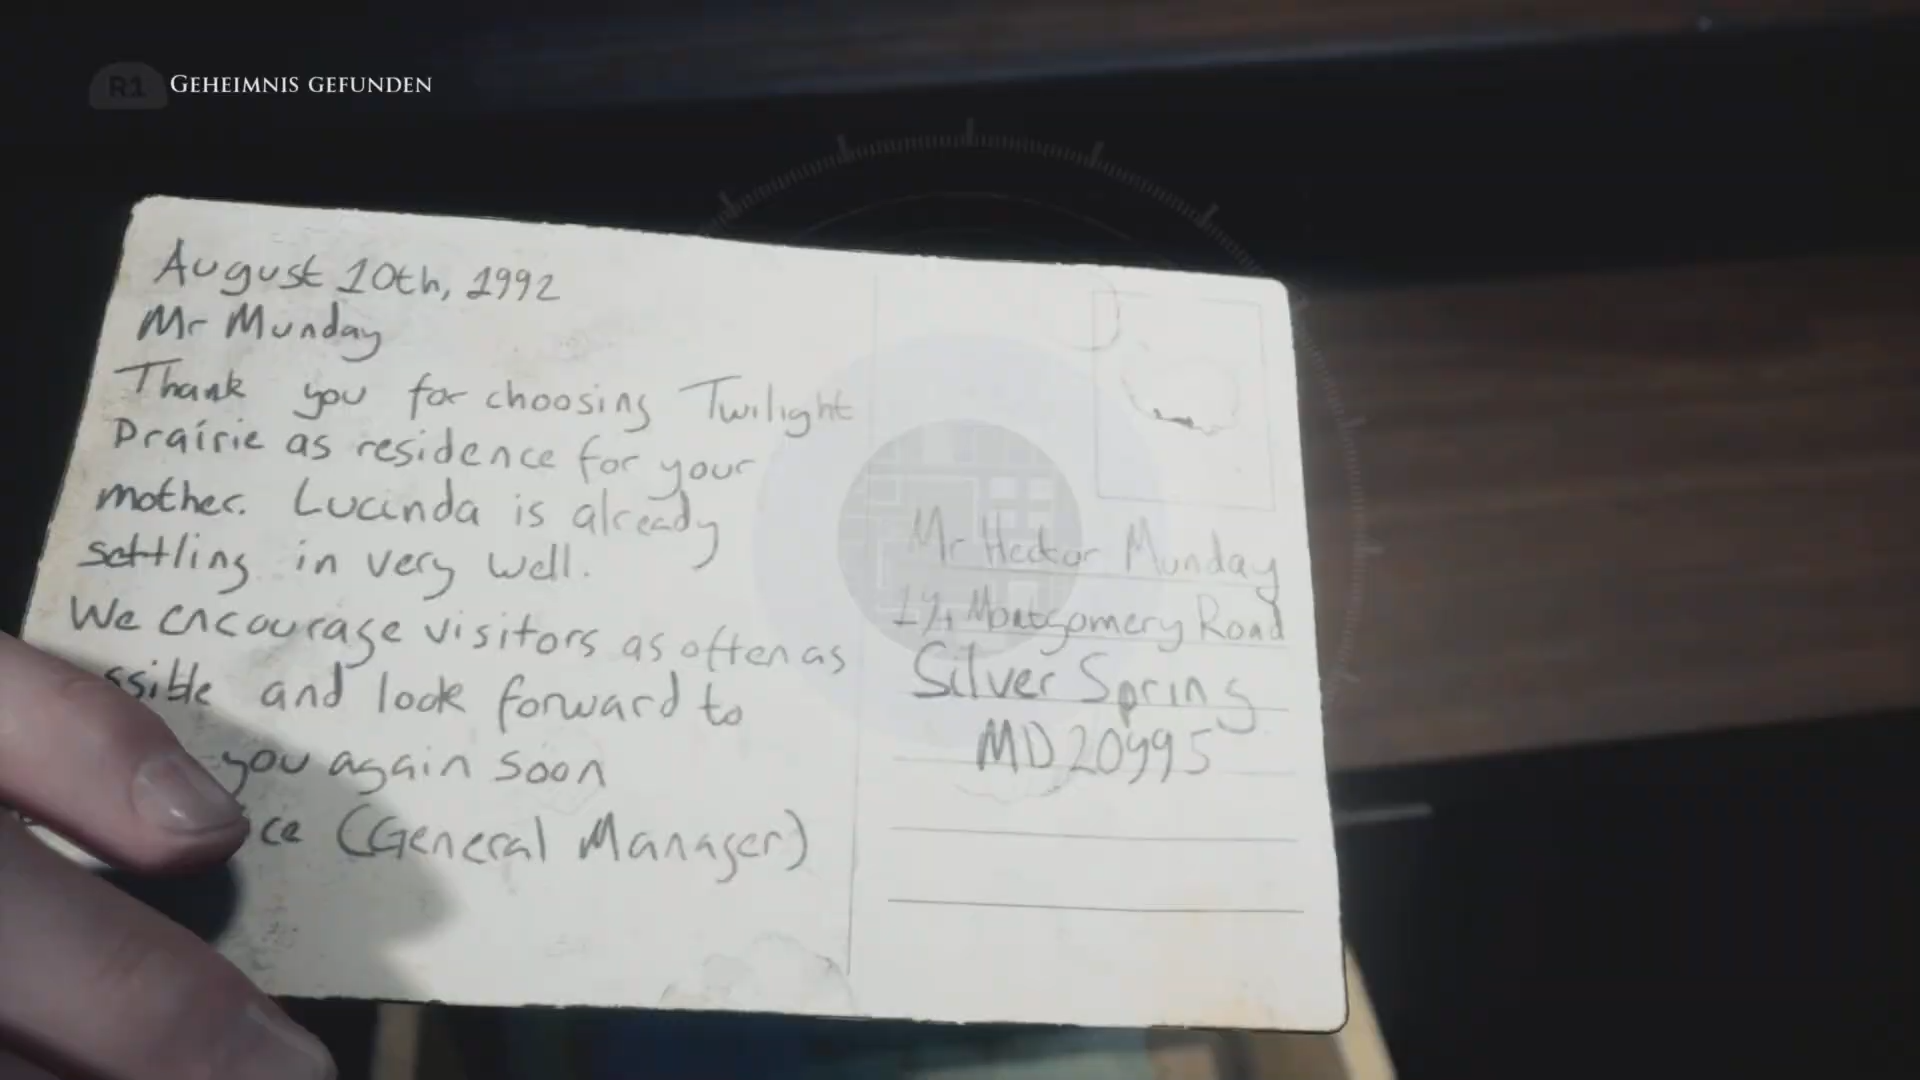 R1 GEHEIMNIS GEFUNDEN
August 10th, 1992
Mr Munday
Thank you for choosing Twilight
Prairie as residence for your
mother. Lucinda is already
settling in very well.
We encourage visitors as often as
ssible and look forward to
you again soon
ce (General Manager)
Mr Hector Munday
Montgomery Road
Silver Spring
MD 20995